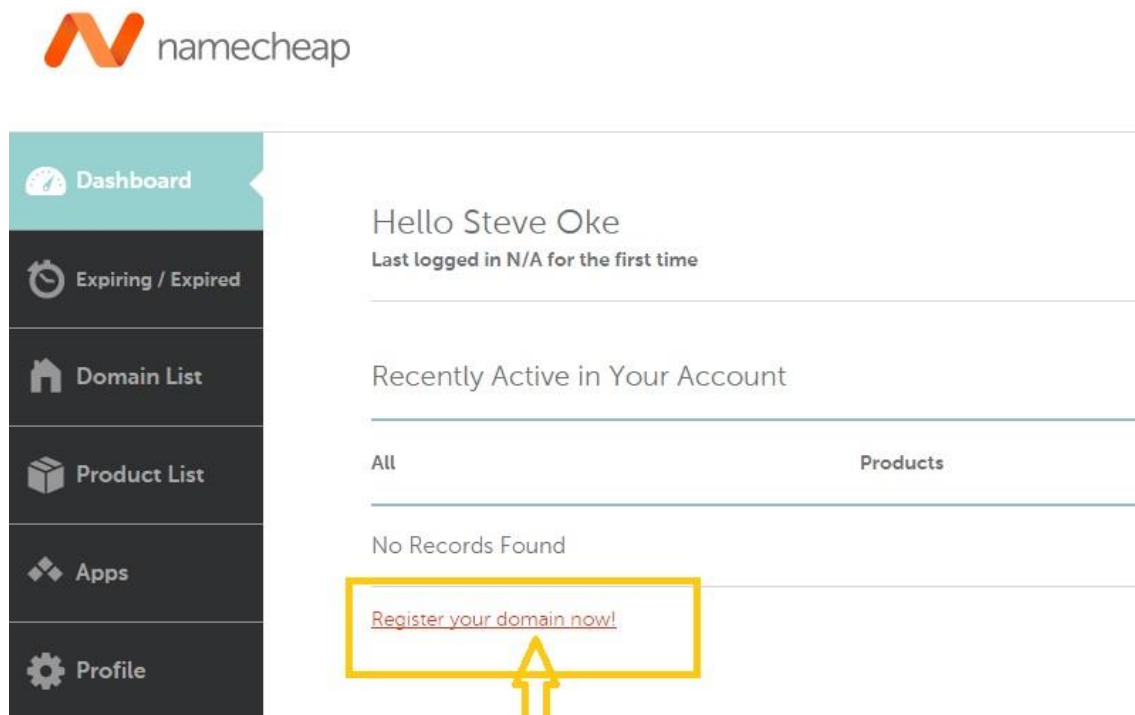 namecheap
Dashboard
Expiring / Expired
Domain List
Product List
Apps
Profile
Hello Steve Oke
Last logged in N/A for the first time
Recently Active in Your Account
All Products
No Records Found
Register your domain now!